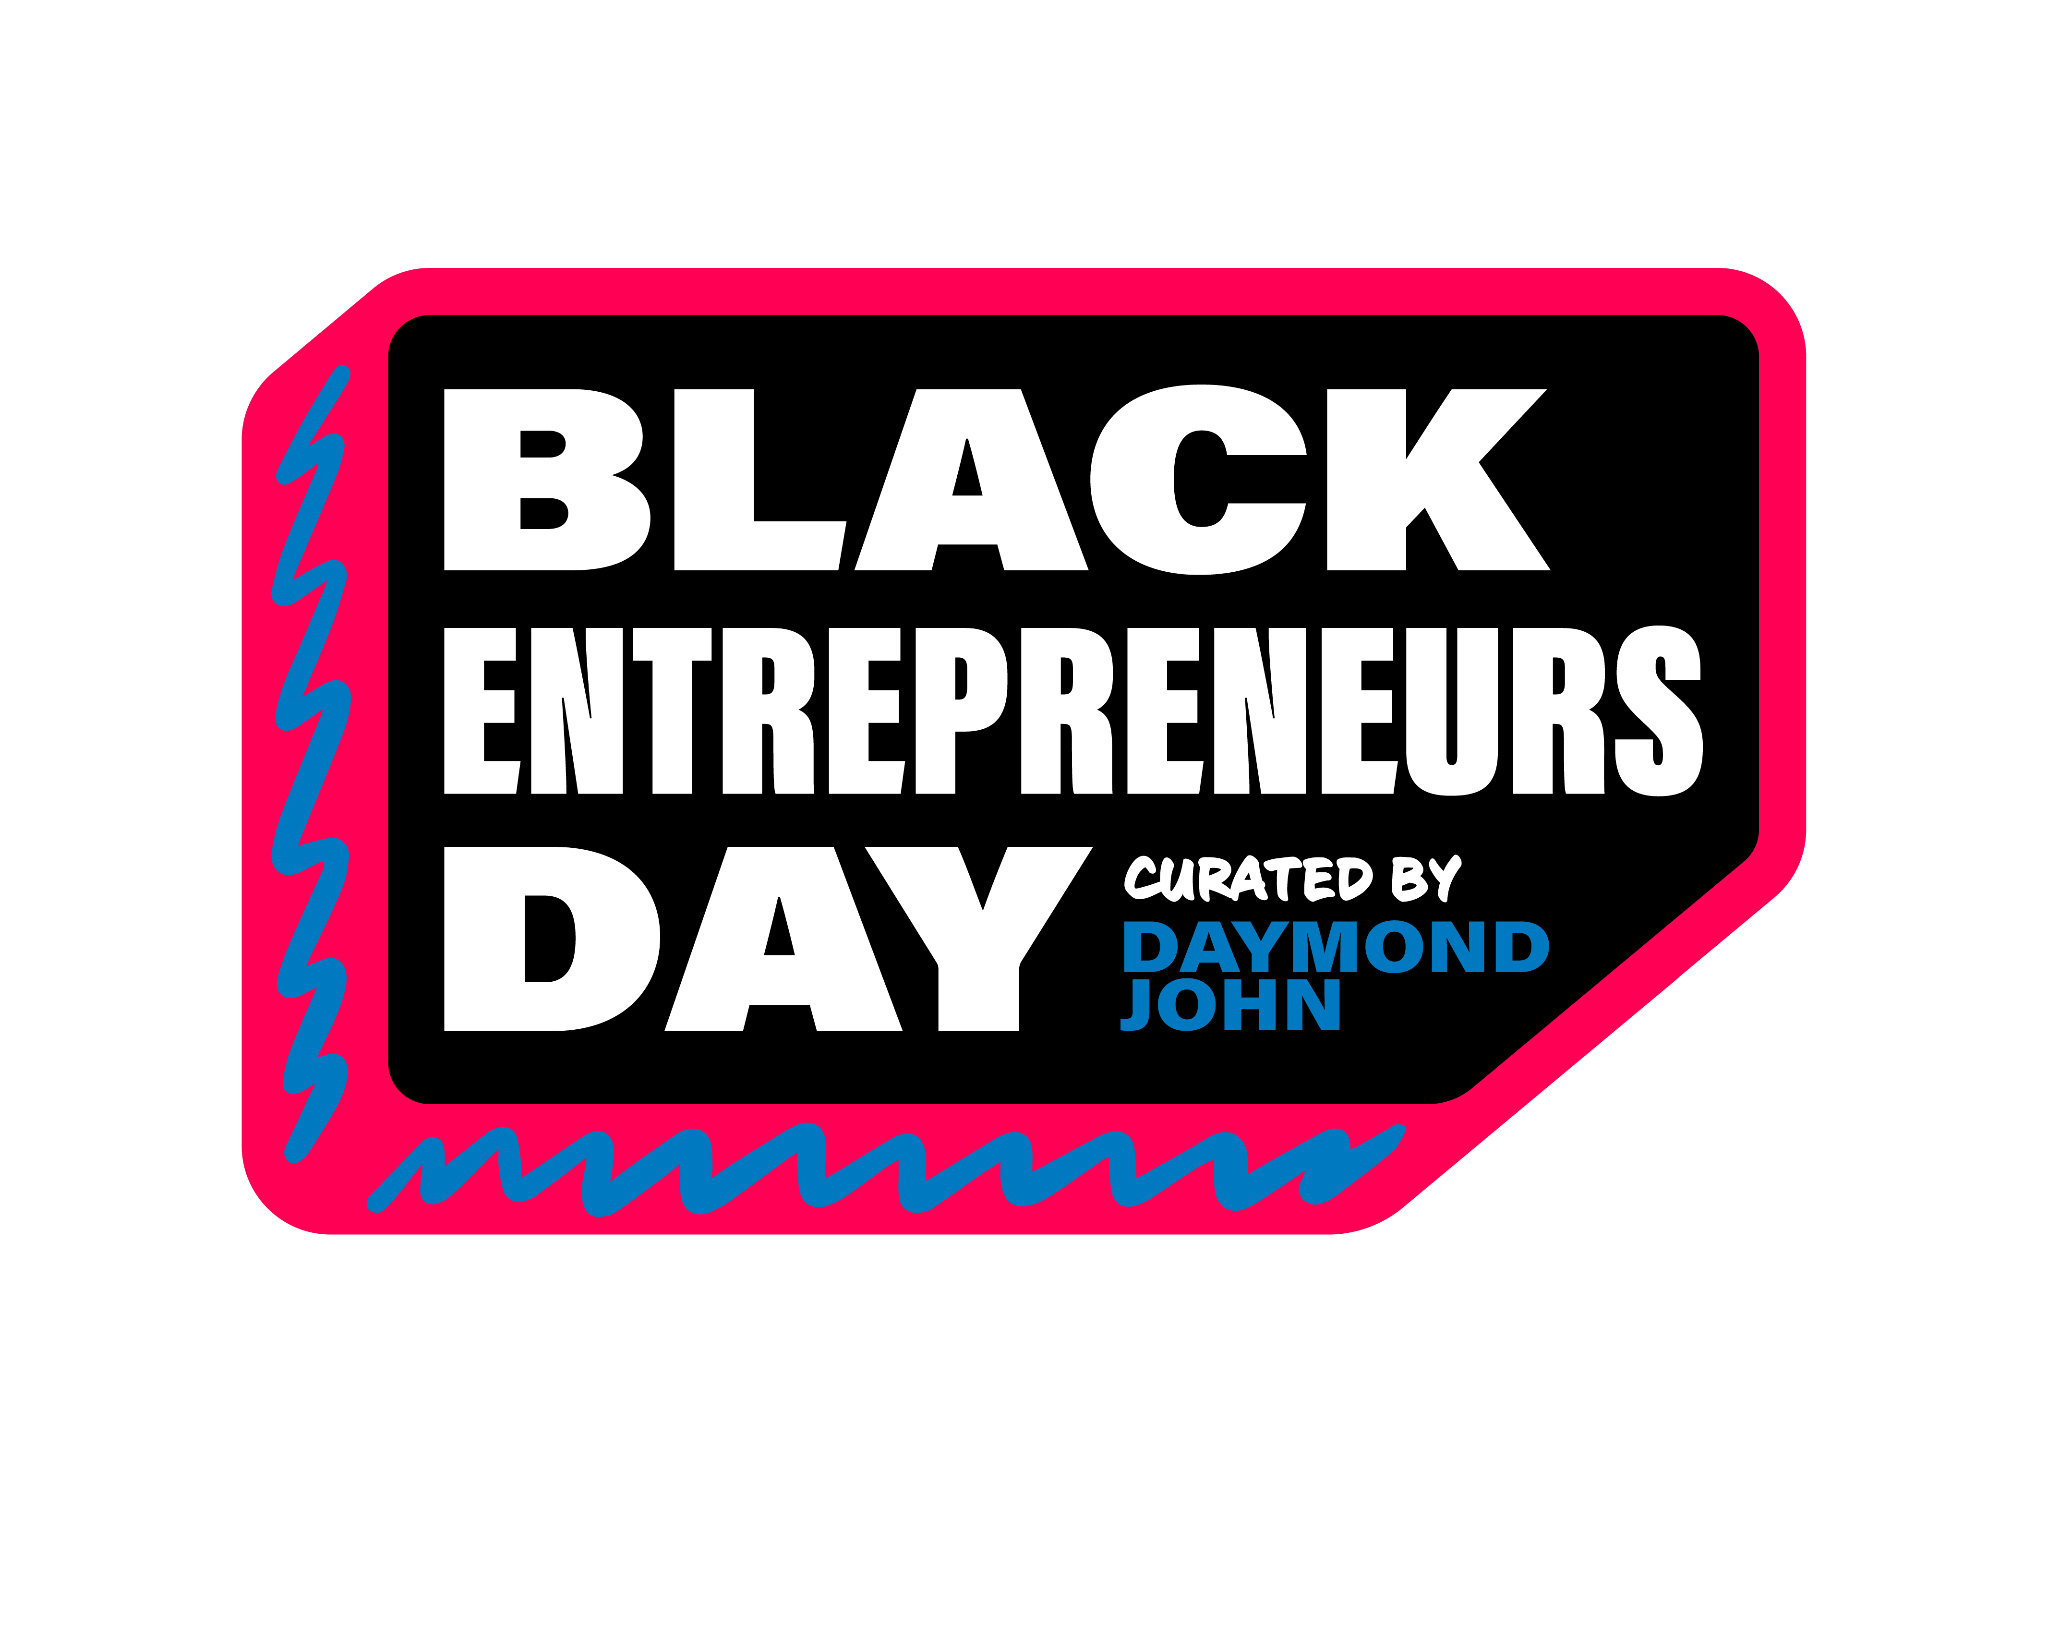 BLACK
ENTREPRENEURS
DAY
CURATED BY
DAYMOND
JOHN